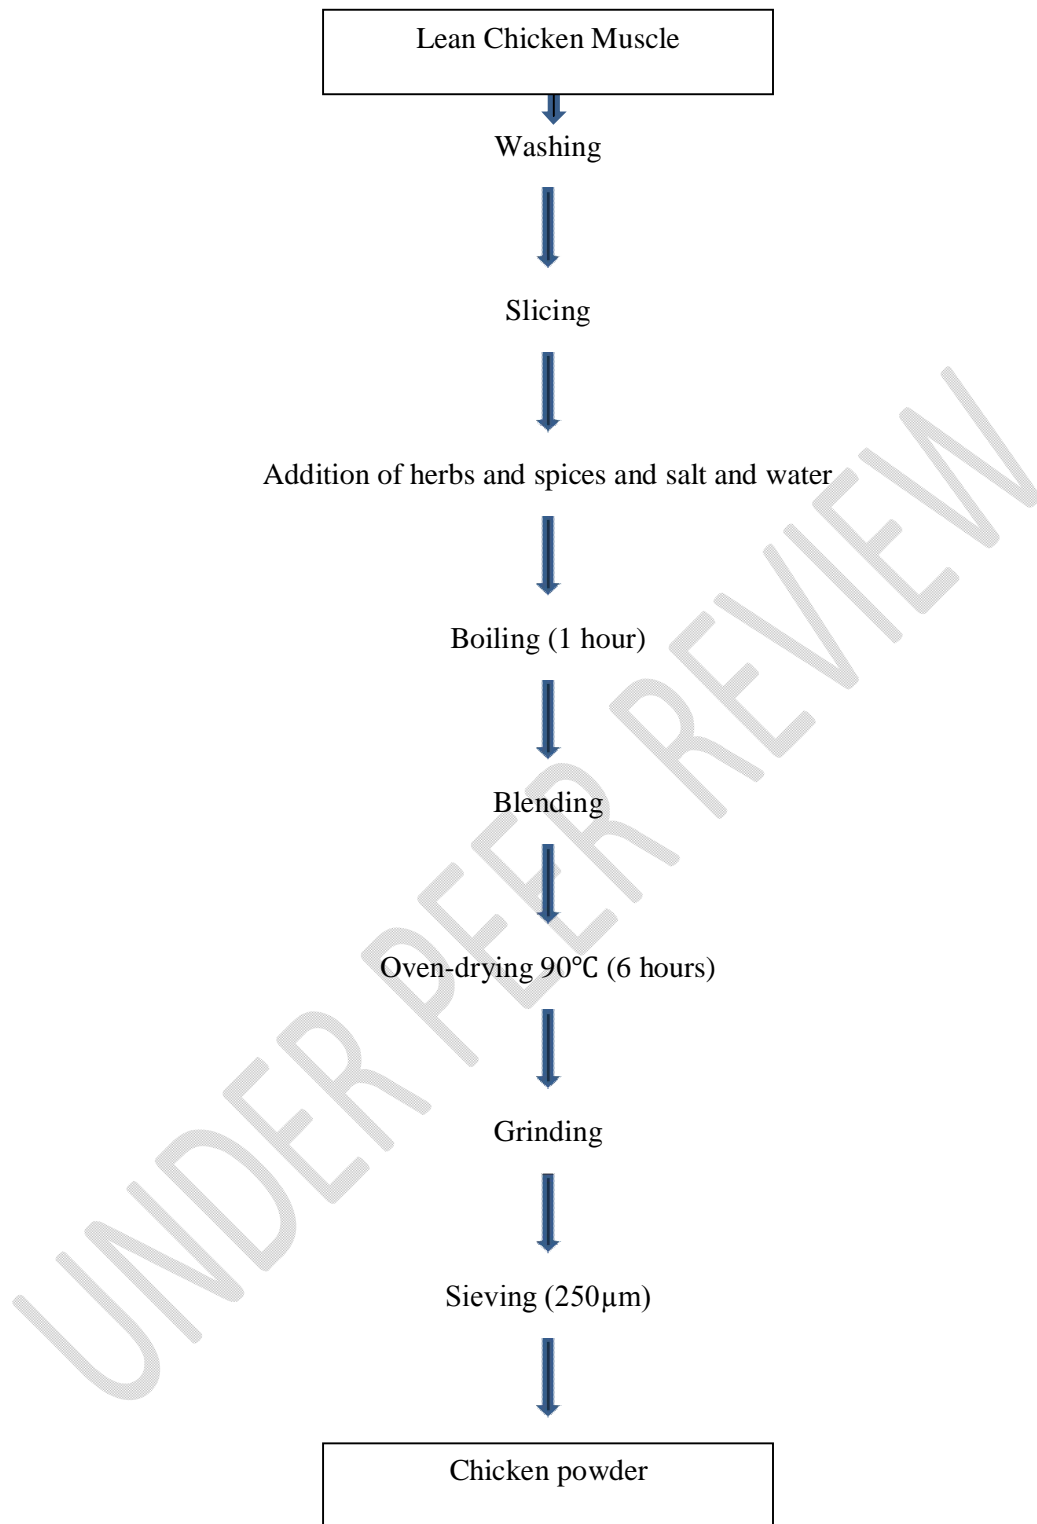 Lean Chicken Muscle
Washing
Slicing
Addition of herbs and spices and salt and water
Boiling (1 hour)
Blending
Oven-drying 90℃ (6 hours)
Grinding
Sieving (250µm)
Chicken powder
UNDER PEER REVIEW